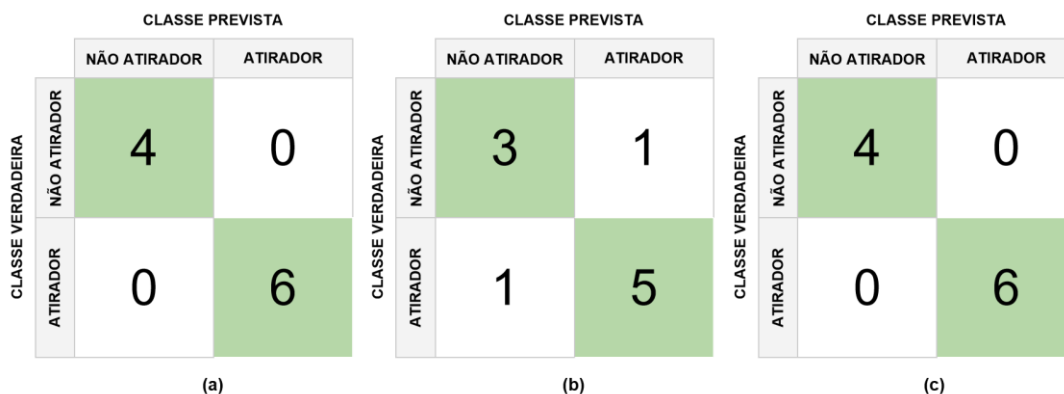 CLASSE PREVISTA
NÃO ATIRADOR ATIRADOR
CLASSE VERDADEIRA
NÃO ATIRADOR
4 0
ATIRADOR
0 6
(a)
CLASSE PREVISTA
NÃO ATIRADOR ATIRADOR
CLASSE VERDADEIRA
NÃO ATIRADOR
3 1
ATIRADOR
1 5
(b)
CLASSE PREVISTA
NÃO ATIRADOR ATIRADOR
CLASSE VERDADEIRA
NÃO ATIRADOR
4 0
ATIRADOR
0 6
(c)